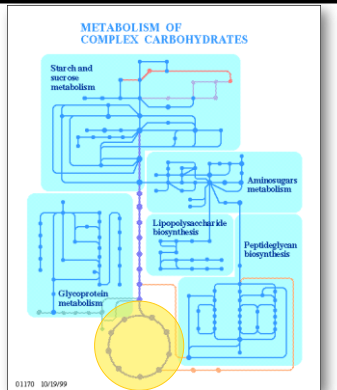 METABOLISM OF
COMPLEX CARBOHYDRATES
Starch and
sucrose
metabolism
Aminosugars
metabolism
Lipopolysaccharide
biosynthesis
Peptideglycan
biosynthesis
Glycoprotein
metabolism
01170 10/19/99